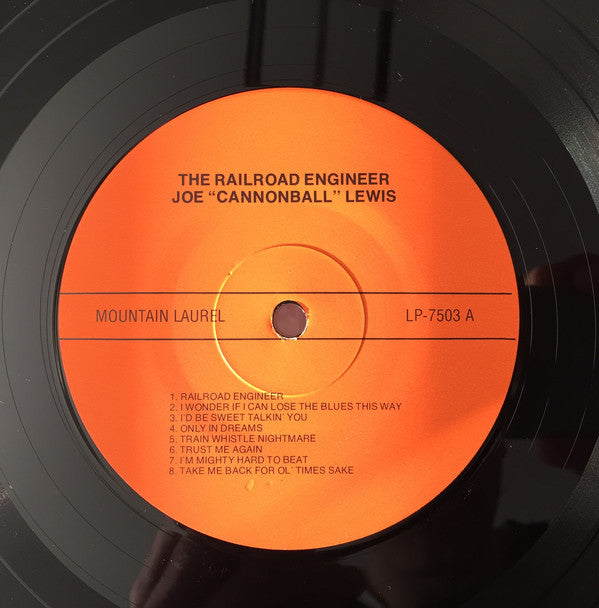 THE RAILROAD ENGINEER
JOE "CANNONBALL" LEWIS
MOUNTAIN LAUREL LP-7503 A
1. RAILROAD ENGINEER
2. I WONDER IF I CAN LOSE THE BLUES THIS WAY
3. I'D BE SWEET TALKIN' YOU
4. ONLY IN DREAMS
5. TRAIN WHISTLE NIGHTMARE
6. TRUST ME AGAIN
7. I'M MIGHTY HARD TO BEAT
8. TAKE ME BACK FOR OL' TIMES SAKE